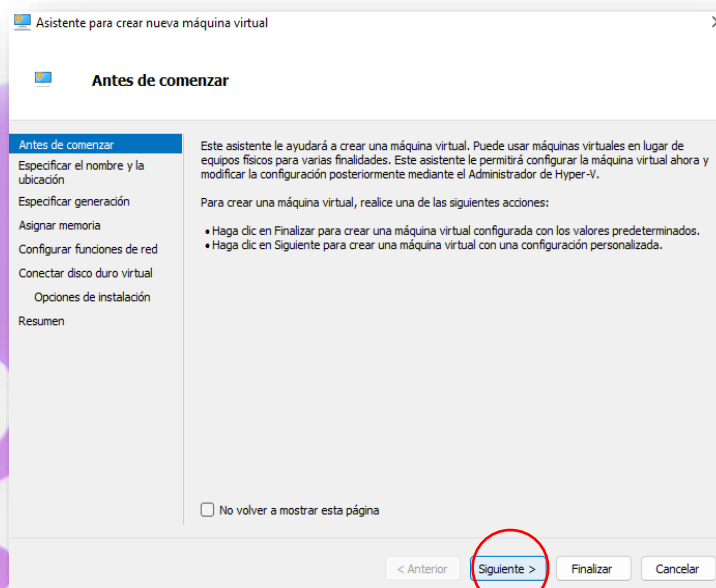 Asistente para crear nueva máquina virtual
Antes de comenzar
Antes de comenzar
Especificar el nombre y la
ubicación
Especificar generación
Asignar memoria
Configurar funciones de red
Conectar disco duro virtual
Opciones de instalación
Resumen
Este asistente le ayudará a crear una máquina virtual. Puede usar máquinas virtuales en lugar de
equipos físicos para varias finalidades. Este asistente le permitirá configurar la máquina virtual ahora y
modificar la configuración posteriormente mediante el Administrador de Hyper-V.
Para crear una máquina virtual, realice una de las siguientes acciones:
• Haga clic en Finalizar para crear una máquina virtual configurada con los valores predeterminados.
• Haga clic en Siguiente para crear una máquina virtual con una configuración personalizada.
No volver a mostrar esta página
< Anterior
Siguiente >
Finalizar
Cancelar